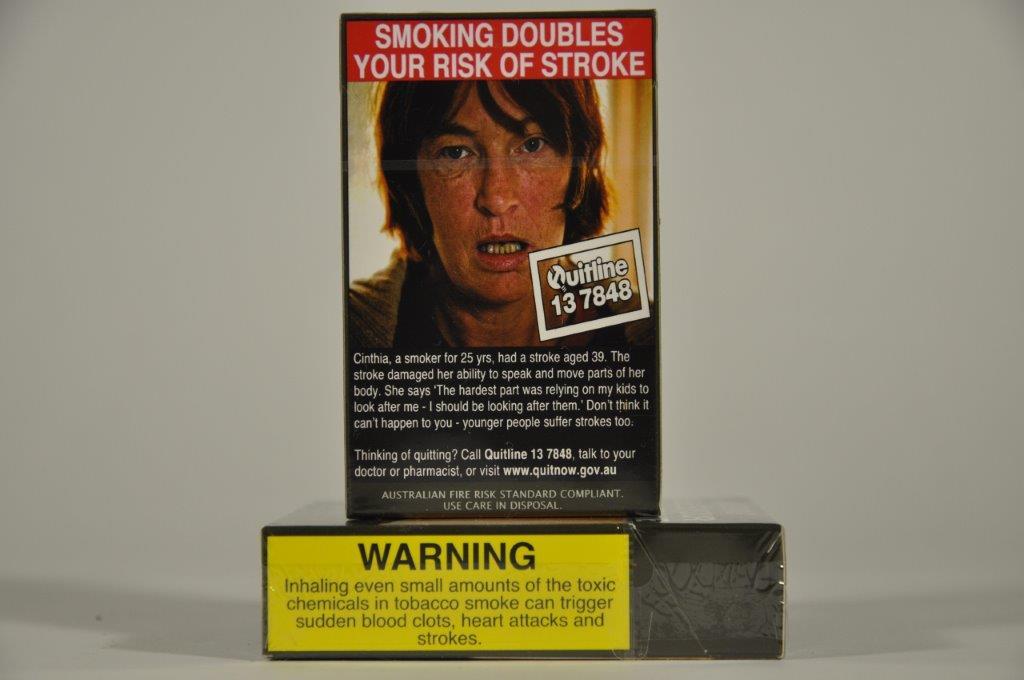 SMOKING DOUBLES
YOUR RISK OF STROKE
Quitline
13 7848
Cinthia, a smoker for 25 yrs, had a stroke aged 39. The
stroke damaged her ability to speak and move parts of her
body. She says 'The hardest part was relying on my kids to
look after me - I should be looking after them.' Don't think it
can't happen to you - younger people suffer strokes too.
Thinking of quitting? Call Quitline 13 7848, talk to your
doctor or pharmacist, or visit www.quitnow.gov.au
AUSTRALIAN FIRE RISK STANDARD COMPLIANT.
USE CARE IN DISPOSAL.
WARNING
Inhaling even small amounts of the toxic
chemicals in tobacco smoke can trigger
sudden blood clots, heart attacks and
strokes.